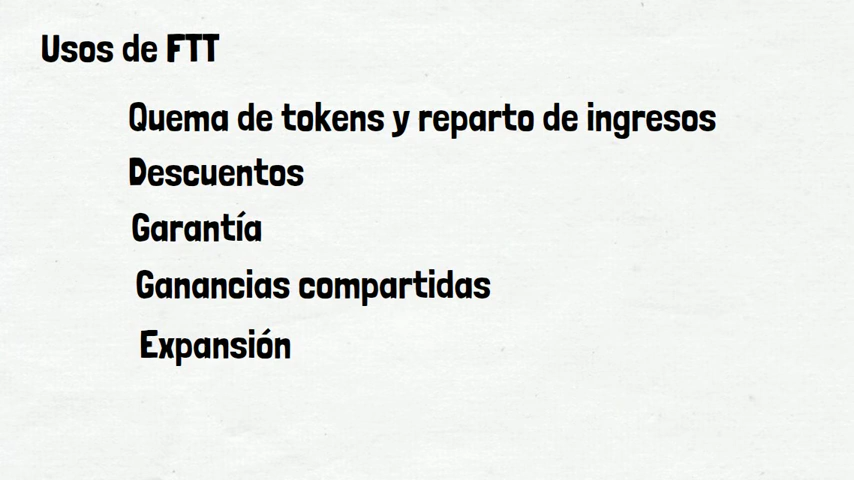 Usos de FTT
Quema de tokens y reparto de ingresos
Descuentos
Garantía
Ganancias compartidas
Expansión